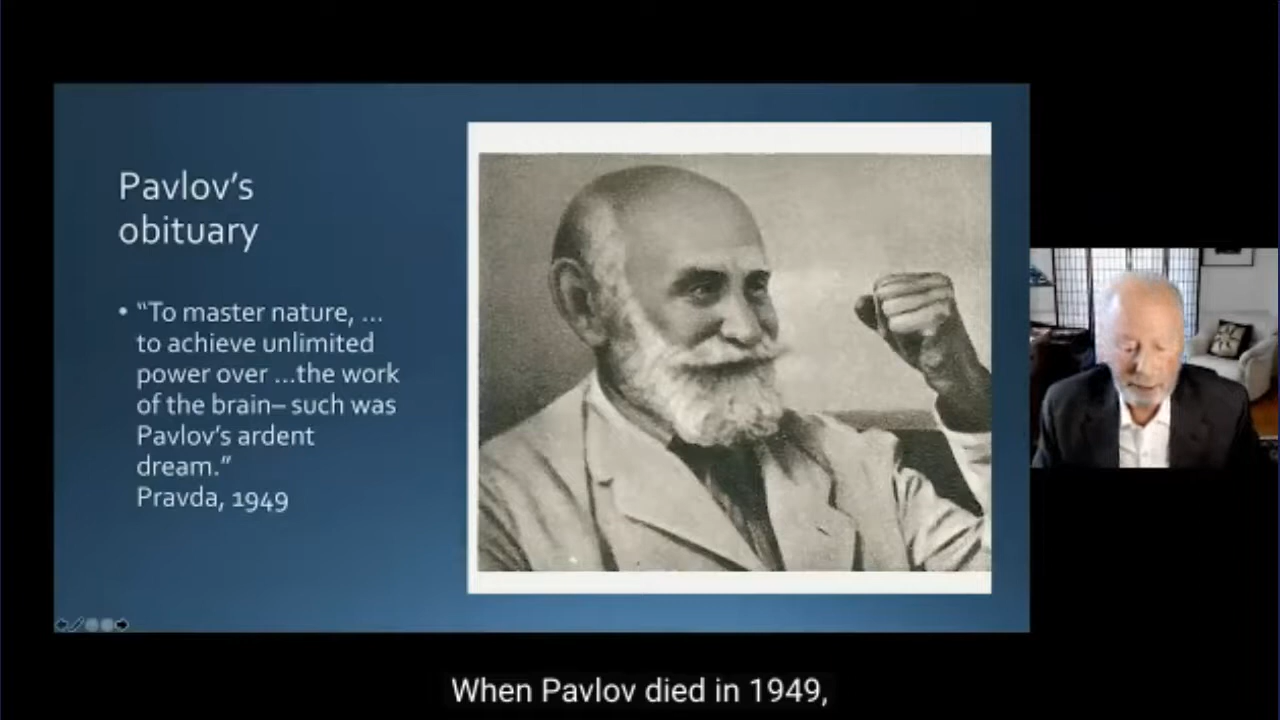 Pavlov’s
obituary
• “To master nature, ...
to achieve unlimited
power over ...the work
of the brain– such was
Pavlov’s ardent
dream.”
Pravda, 1949
When Pavlov died in 1949,